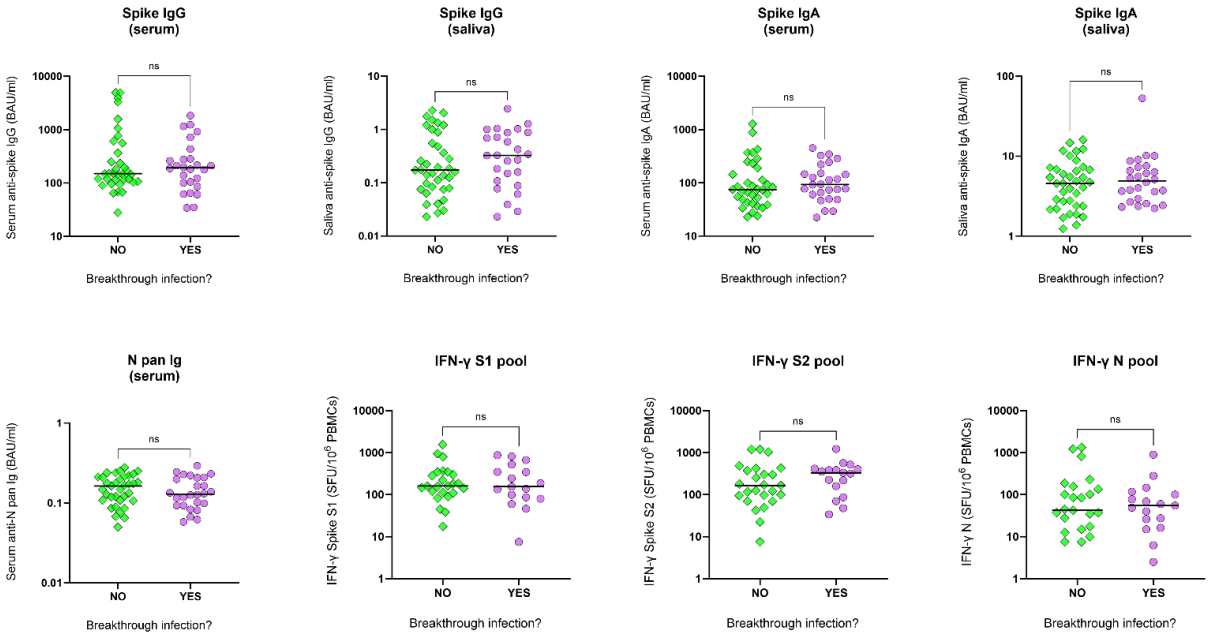 Spike IgG
(serum)
Serum anti-spike IgG (BAU/ml)
10000
1000
100
10
ns
NO
YES
Breakthrough infection?
Spike IgG
(saliva)
Saliva anti-spike IgG (BAU/ml)
10
1
0.1
0.01
ns
NO
YES
Breakthrough infection?
Spike IgA
(serum)
Serum anti-spike IgA (BAU/ml)
10000
1000
100
10
ns
NO
YES
Breakthrough infection?
Spike IgA
(saliva)
Saliva anti-spike IgA (BAU/ml)
100
10
1
ns
NO
YES
Breakthrough infection?
N pan Ig
(serum)
Serum anti-N pan Ig (BAU/ml)
1
0.1
0.01
ns
NO
YES
Breakthrough infection?
IFN-γ S1 pool
IFN-γ Spike S1 (SFU/10⁶ PBMCs)
10000
1000
100
10
1
ns
NO
YES
Breakthrough infection?
IFN-γ S2 pool
IFN-γ Spike S2 (SFU/10⁶ PBMCs)
10000
1000
100
10
1
ns
NO
YES
Breakthrough infection?
IFN-γ N pool
IFN-γ N (SFU/10⁶ PBMCs)
10000
1000
100
10
1
ns
NO
YES
Breakthrough infection?